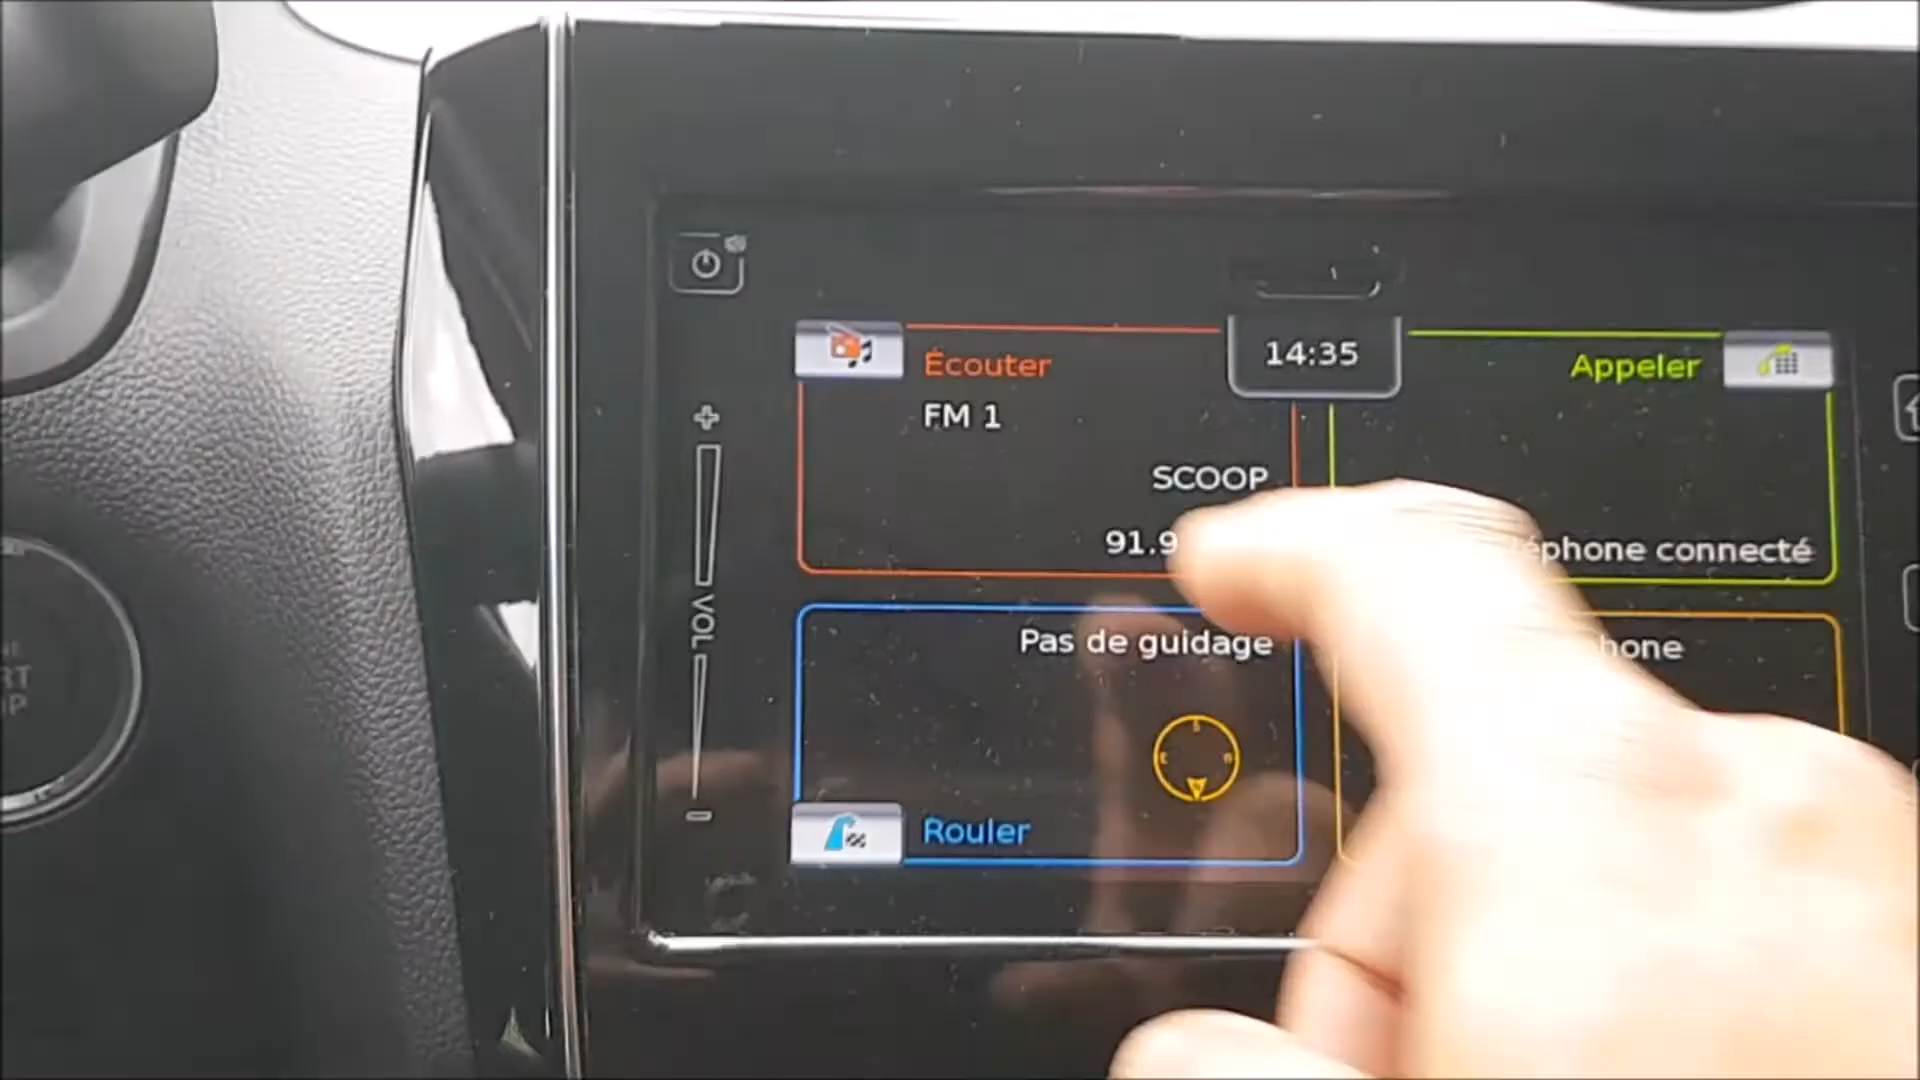 14:35
Écouter
FM 1
SCOOP
91.9
Appeler
éphone connecté
VOL
Pas de guidage
hone
Rouler